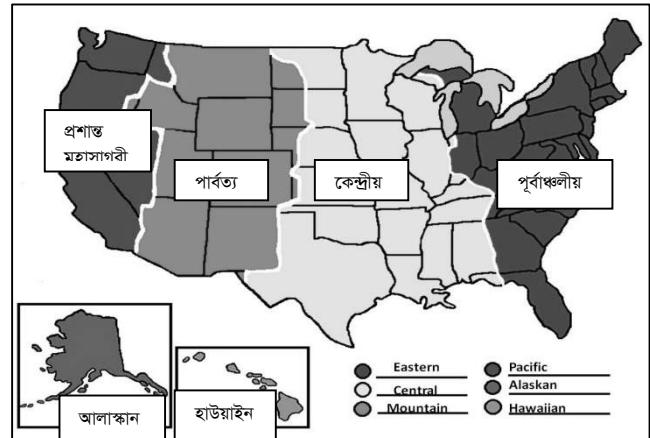 প্রশান্ত
মহাসাগরী
পার্বত্য
কেন্দ্রীয়
পূর্বাঞ্চলীয়
আলাস্কান
হাউয়াইন
Eastern
Central
Mountain
Pacific
Alaskan
Hawaiian